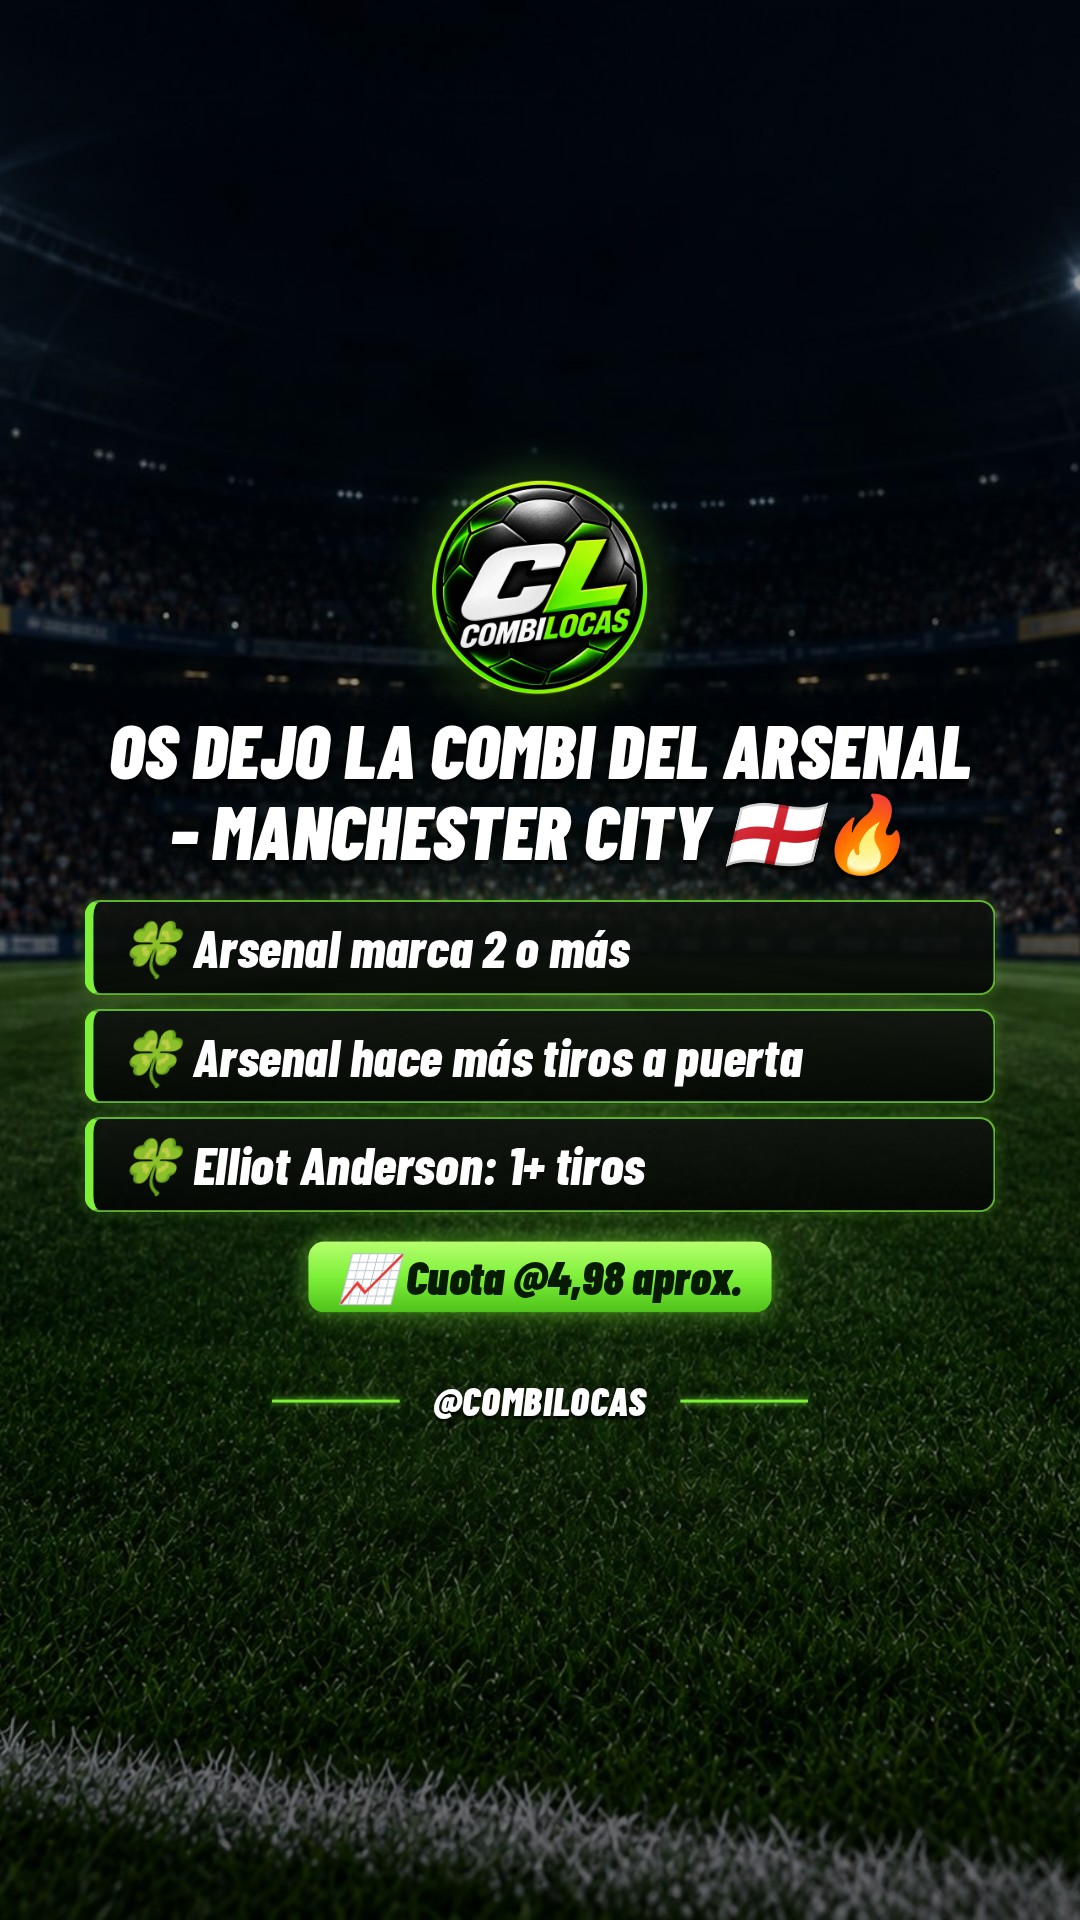 CL
COMBILOCAS
OS DEJO LA COMBI DEL ARSENAL
- MANCHESTER CITY 🏴󠁧󠁢󠁥󠁮󠁧󠁿🔥
🍀 Arsenal marca 2 o más
🍀 Arsenal hace más tiros a puerta
🍀 Elliot Anderson: 1+ tiros
📈 Cuota @4,98 aprox.
@COMBILOCAS